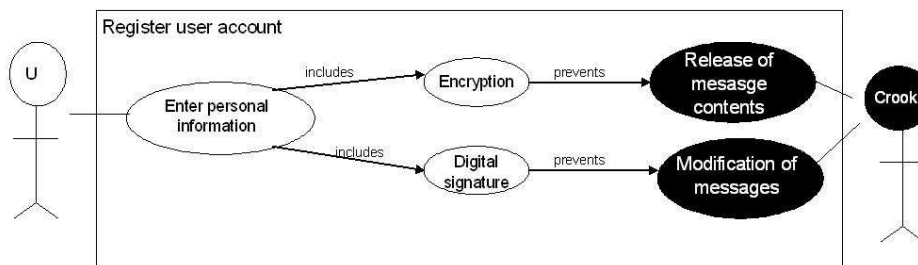 Register user account
U
Enter personal
information
includes
Encryption
prevents
Release of
mesasge
contents
Crook
includes
Digital
signature
prevents
Modification of
messages